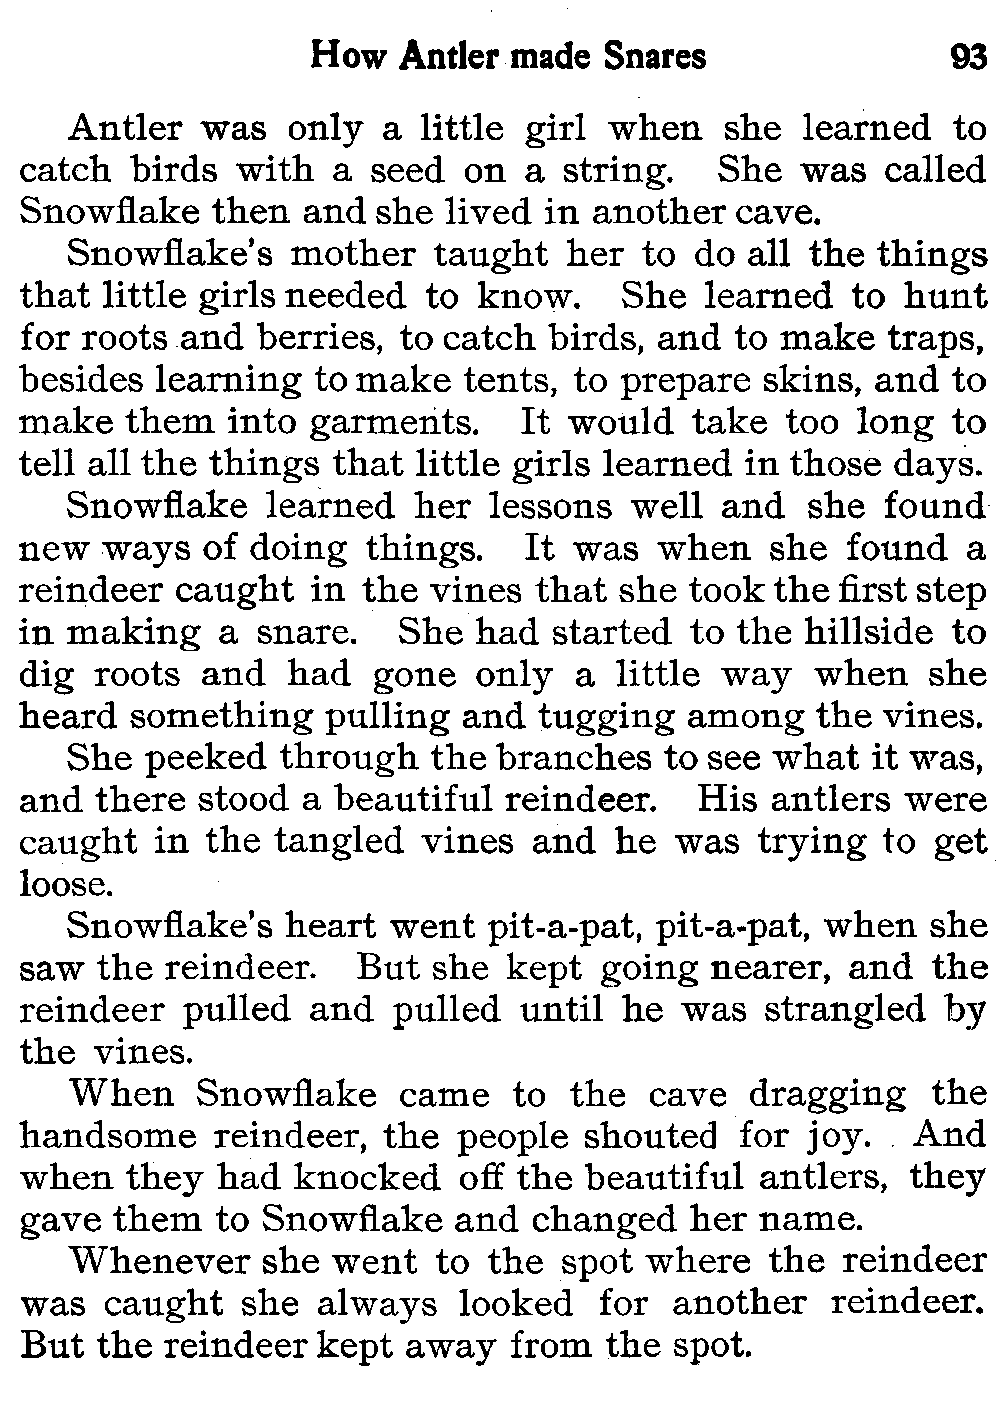 How Antler made Snares 93
Antler was only a little girl when she learned to
catch birds with a seed on a string. She was called
Snowflake then and she lived in another cave.
Snowflake's mother taught her to do all the things
that little girls needed to know. She learned to hunt
for roots and berries, to catch birds, and to make traps,
besides learning to make tents, to prepare skins, and to
make them into garments. It would take too long to
tell all the things that little girls learned in those days.
Snowflake learned her lessons well and she found
new ways of doing things. It was when she found a
reindeer caught in the vines that she took the first step
in making a snare. She had started to the hillside to
dig roots and had gone only a little way when she
heard something pulling and tugging among the vines.
She peeked through the branches to see what it was,
and there stood a beautiful reindeer. His antlers were
caught in the tangled vines and he was trying to get
loose.
Snowflake's heart went pit-a-pat, pit-a-pat, when she
saw the reindeer. But she kept going nearer, and the
reindeer pulled and pulled until he was strangled by
the vines.
When Snowflake came to the cave dragging the
handsome reindeer, the people shouted for joy. And
when they had knocked off the beautiful antlers, they
gave them to Snowflake and changed her name.
Whenever she went to the spot where the reindeer
was caught she always looked for another reindeer.
But the reindeer kept away from the spot.